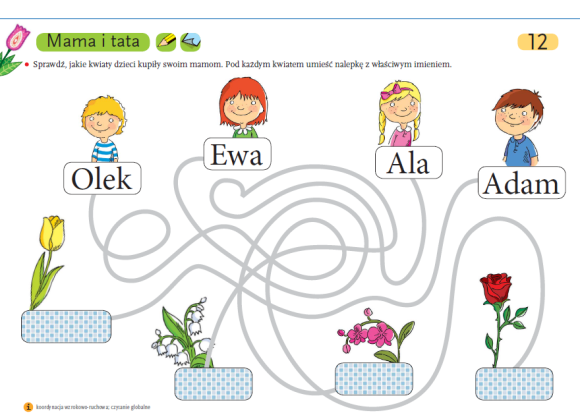 Mama i tata
12
Sprawdź, jakie kwiaty dzieci kupiły swoim mamom. Pod każdym kwiatem umieść nalepkę z właściwym imieniem.
Olek
Ewa
Ala
Adam
koordynacja wzrokowo-ruchowa; czytanie globalne